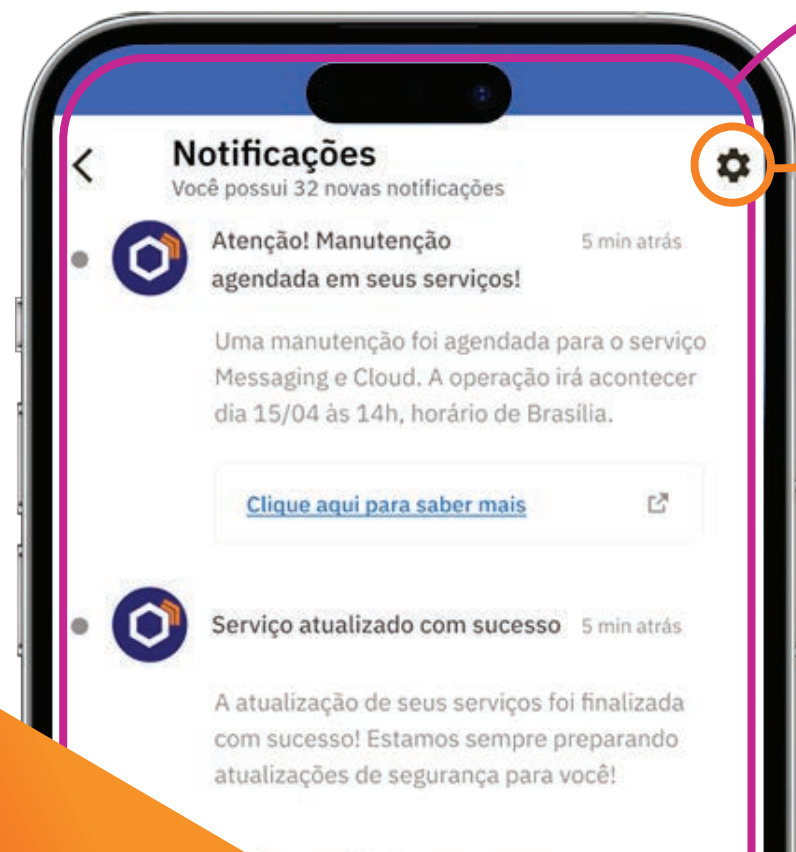 Notificações
Você possui 32 novas notificações
Atenção! Manutenção 5 min atrás
agendada em seus serviços!
Uma manutenção foi agendada para o serviço
Messaging e Cloud. A operação irá acontecer
dia 15/04 às 14h, horário de Brasília.
Clique aqui para saber mais
Serviço atualizado com sucesso 5 min atrás
A atualização de seus serviços foi finalizada
com sucesso! Estamos sempre preparando
atualizações de segurança para você!